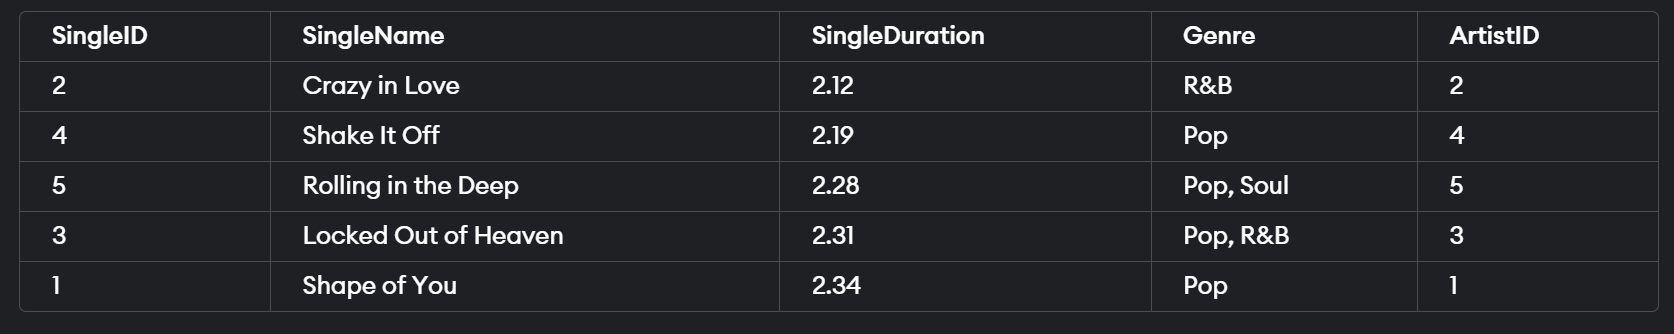 SingleID SingleName SingleDuration Genre ArtistID
2 Crazy in Love 2.12 R&B 2
4 Shake It Off 2.19 Pop 4
5 Rolling in the Deep 2.28 Pop, Soul 5
3 Locked Out of Heaven 2.31 Pop, R&B 3
1 Shape of You 2.34 Pop 1